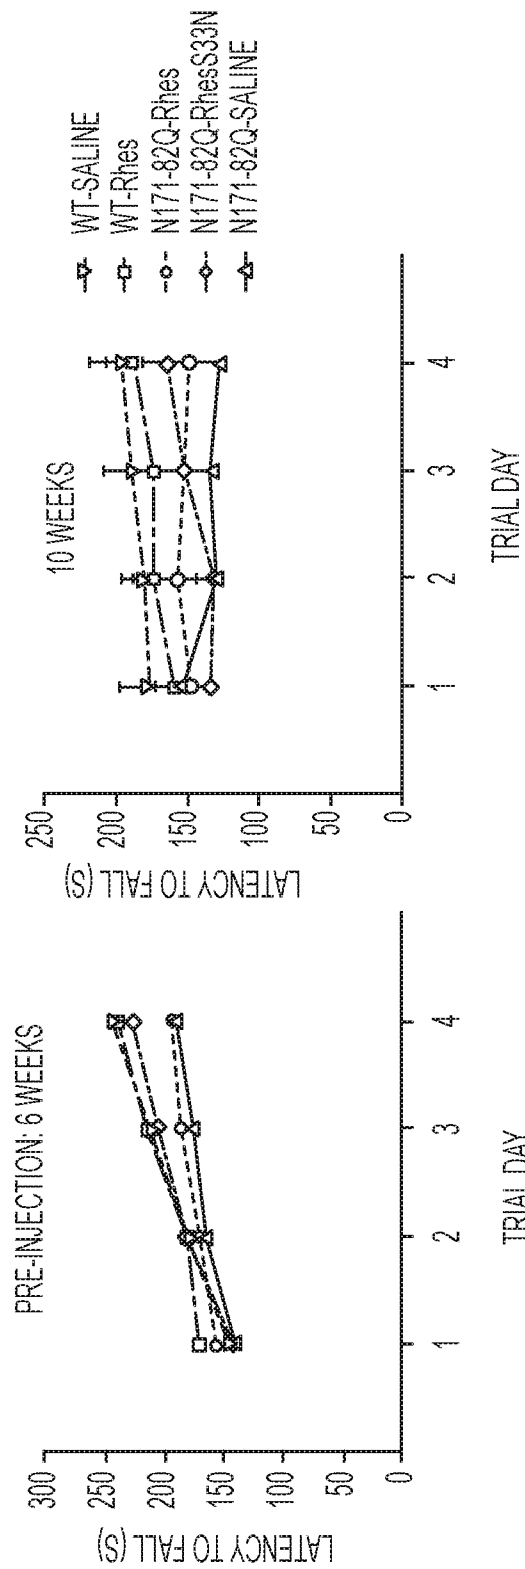 PRE-INJECTION: 6 WEEKS
LATENCY TO FALL (S)
300
250
200
150
100
50
0
1
2
3
4
TRIAL DAY
10 WEEKS
LATENCY TO FALL (S)
250
200
150
100
50
0
1
2
3
4
TRIAL DAY
WT-SALINE
WT-Rhes
N171-82Q-Rhes
N171-82Q-RhesS33N
N171-82Q-SALINE